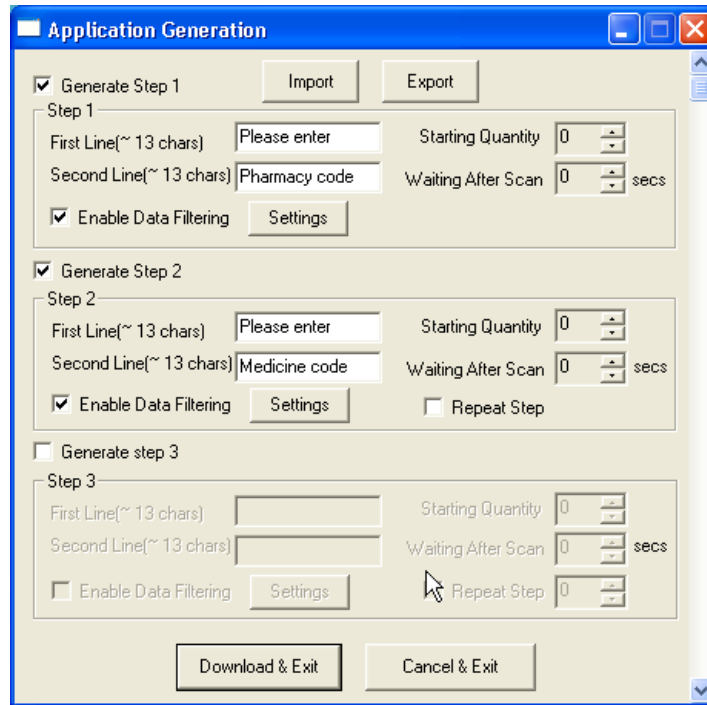 Application Generation
Generate Step 1 Import Export
Step 1
First Line(~ 13 chars) Please enter Starting Quantity 0
Second Line(~ 13 chars) Pharmacy code Waiting After Scan 0 secs
Enable Data Filtering Settings
Generate Step 2
Step 2
First Line(~ 13 chars) Please enter Starting Quantity 0
Second Line(~ 13 chars) Medicine code Waiting After Scan 0 secs
Enable Data Filtering Settings Repeat Step
Generate step 3
Step 3
First Line(~ 13 chars) Starting Quantity 0
Second Line(~ 13 chars) Waiting After Scan 0 secs
Enable Data Filtering Settings Repeat Step 0
Download & Exit Cancel & Exit